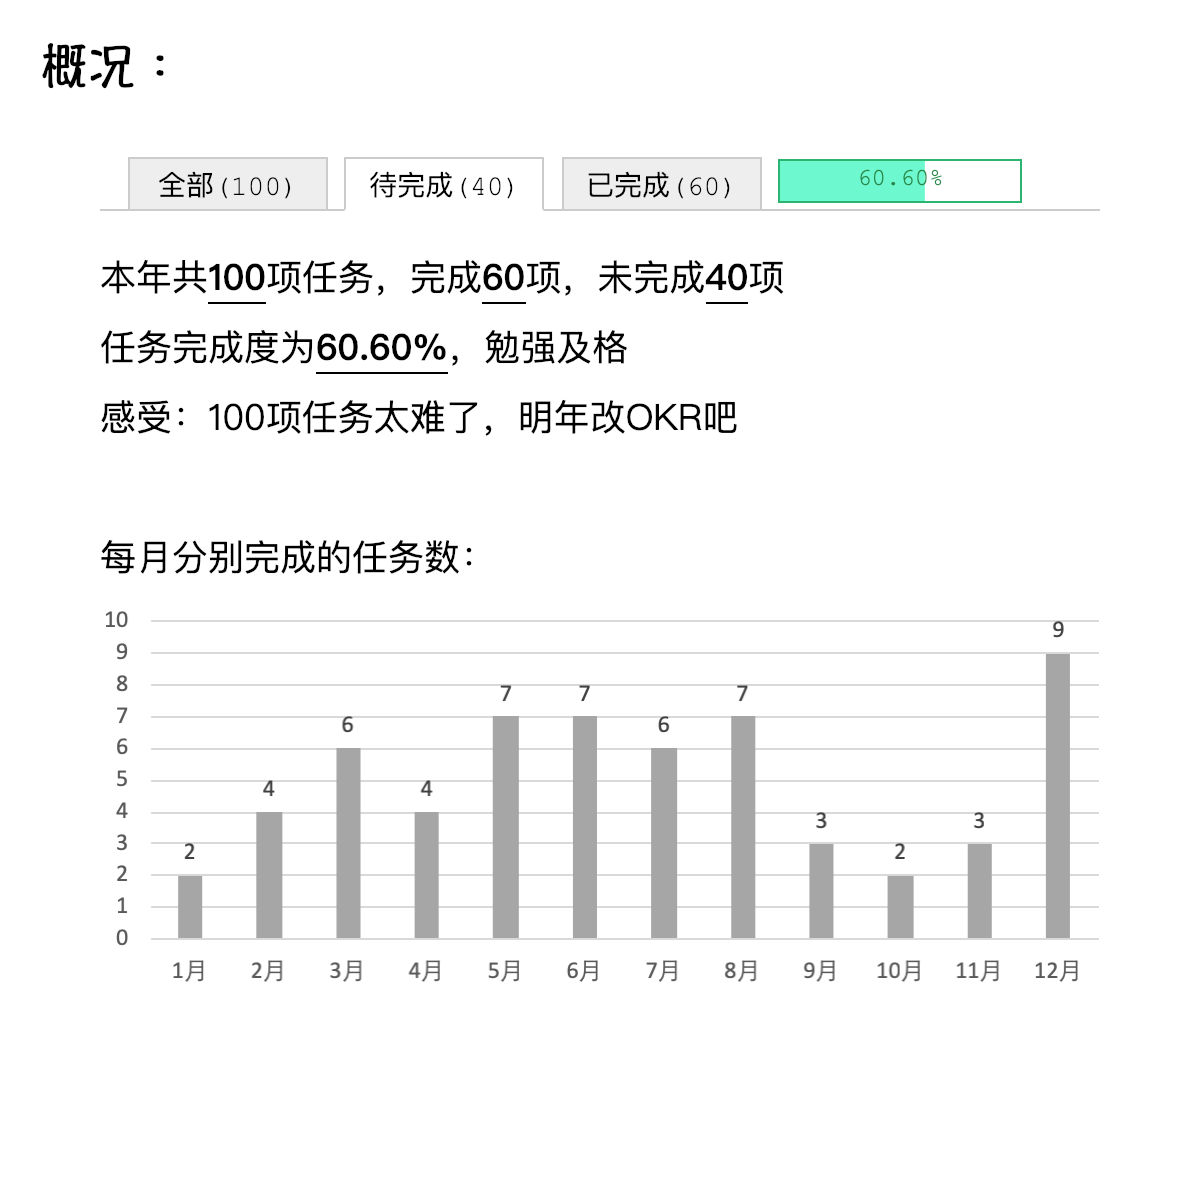 概况：
全部(100) 待完成(40) 已完成(60) 60.60%
本年共100项任务，完成60项，未完成40项
任务完成度为60.60%，勉强及格
感受：100项任务太难了，明年改OKR吧
每月分别完成的任务数：
10
9
8
7
6
5
4
3
2
1
0
2 4 6 4 7 7 6 7 3 2 3 9
1月 2月 3月 4月 5月 6月 7月 8月 9月 10月 11月 12月